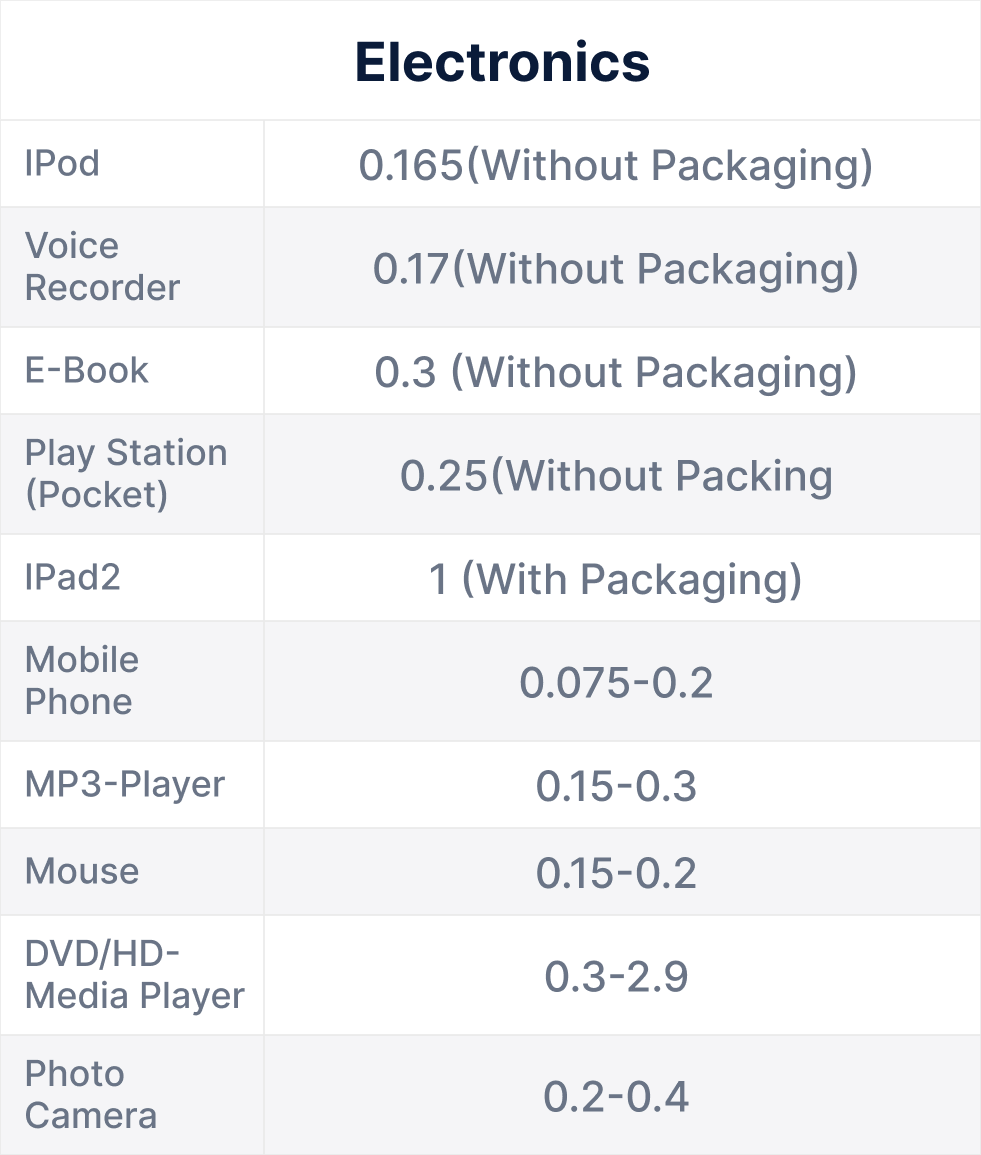 Electronics
IPod
0.165(Without Packaging)
Voice
Recorder
0.17(Without Packaging)
E-Book
0.3 (Without Packaging)
Play Station
(Pocket)
0.25(Without Packing
IPad2
1 (With Packaging)
Mobile
Phone
0.075-0.2
MP3-Player
0.15-0.3
Mouse
0.15-0.2
DVD/HD-
Media Player
0.3-2.9
Photo
Camera
0.2-0.4